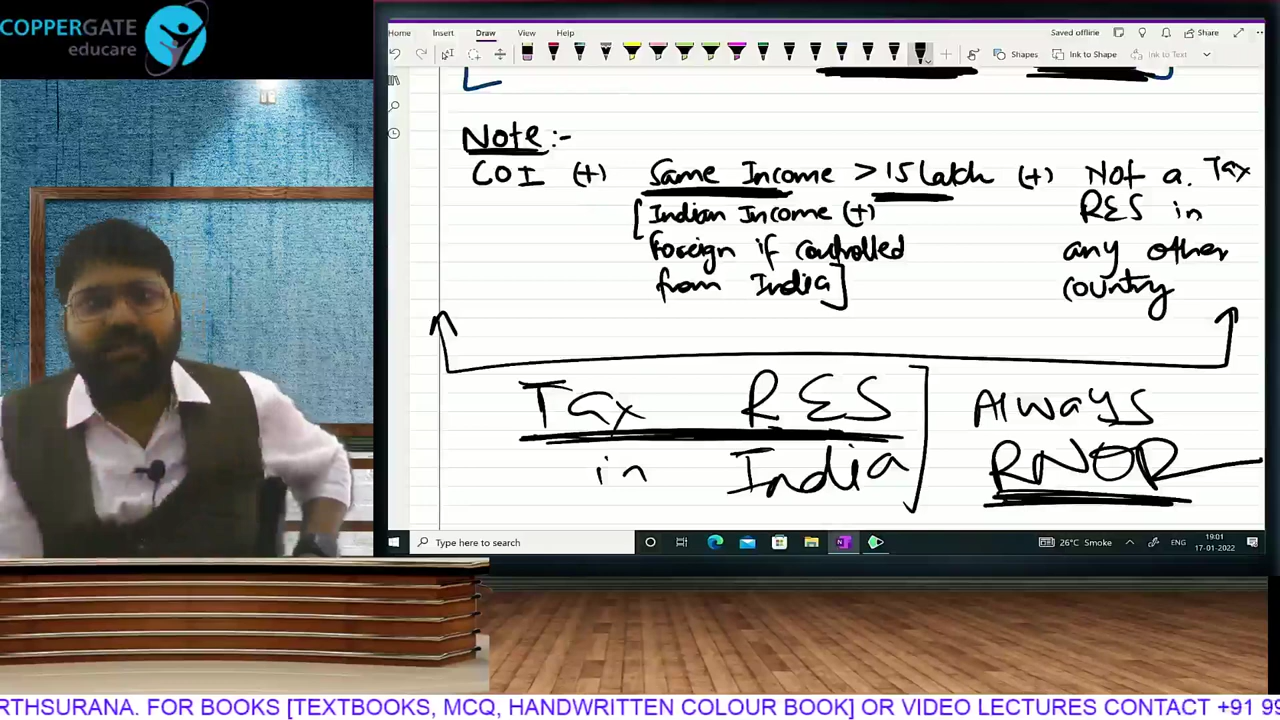 COPPERGATE
educare
Home Insert Draw View Help
Saved offline Share
Shapes Ink to Shape Ink to Text
Note:-
COI (+) Same Income > 15 Lakh (+) Not a Tax
[Indian Income (+) RES in
Foreign if controlled any other
from India] country
Tax RES Always
in India RNOR
Type here to search
26°C Smoke ENG 19:01
17-01-2022
RTHSURANA. FOR BOOKS [TEXTBOOKS, MCQ, HANDWRITTEN COLOUR BOOK] OR VIDEO LECTURES CONTACT +91 99